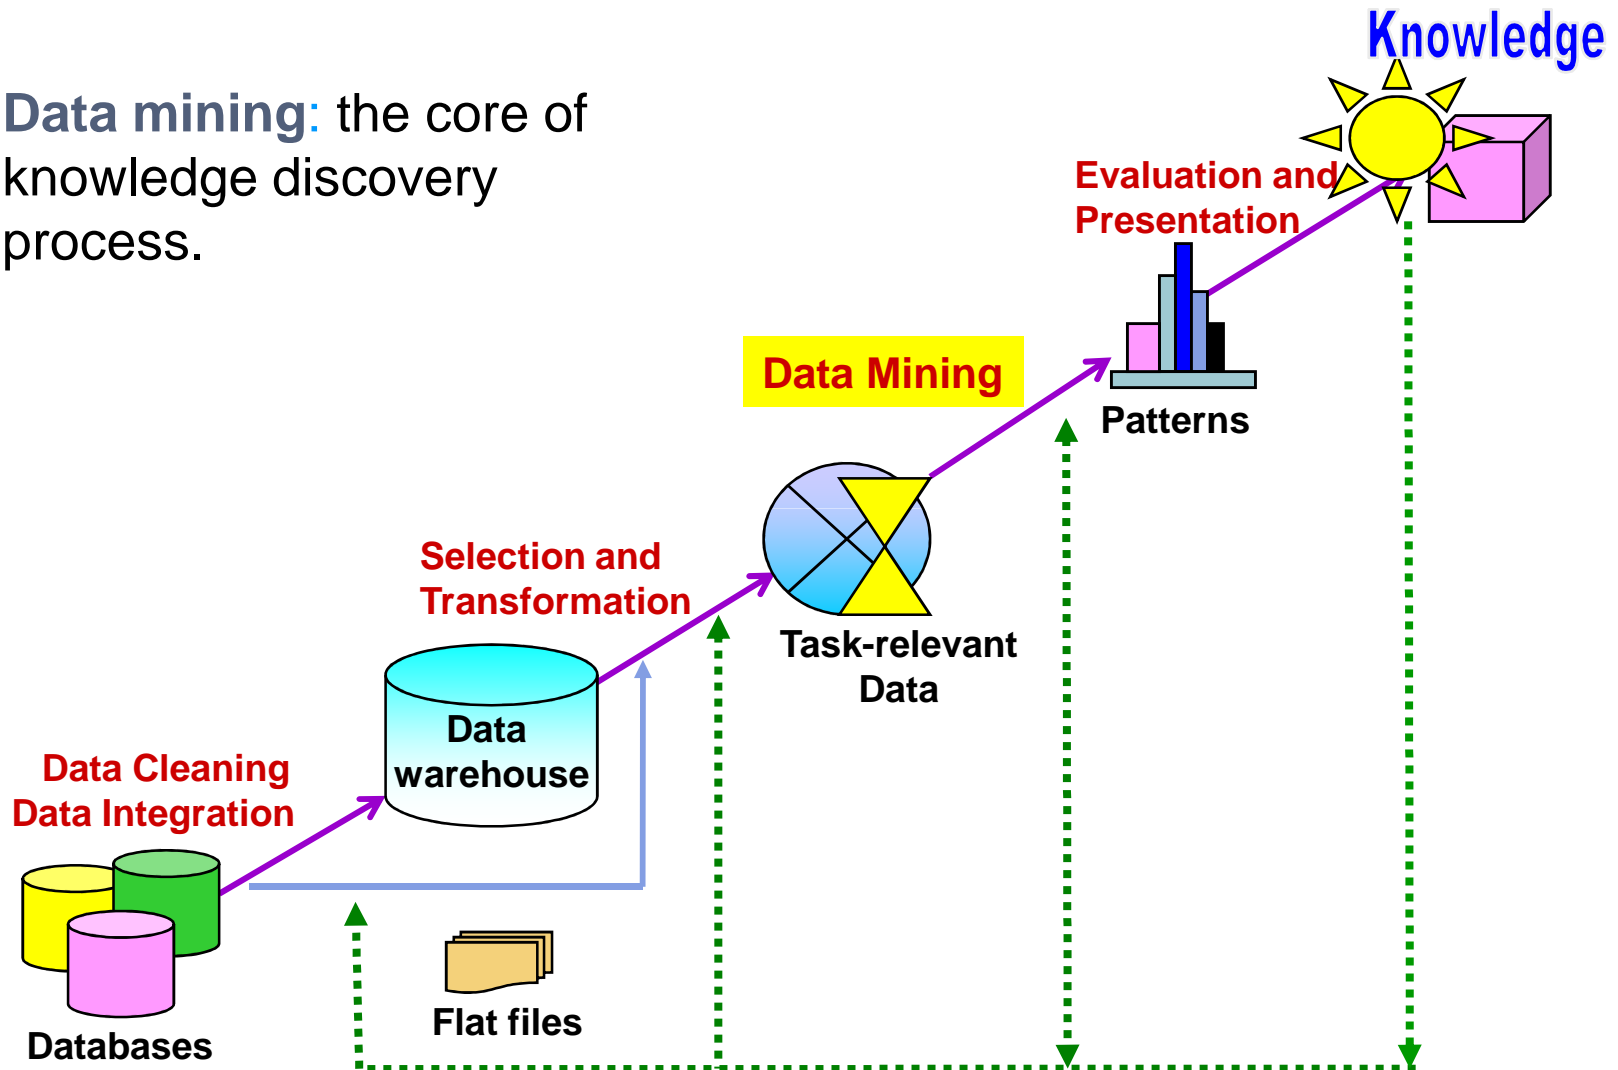 Knowledge
Data mining: the core of
knowledge discovery
process.
Evaluation and
Presentation
Data Mining
Patterns
Selection and
Transformation
Task-relevant
Data
Data
warehouse
Data Cleaning
Data Integration
Flat files
Databases